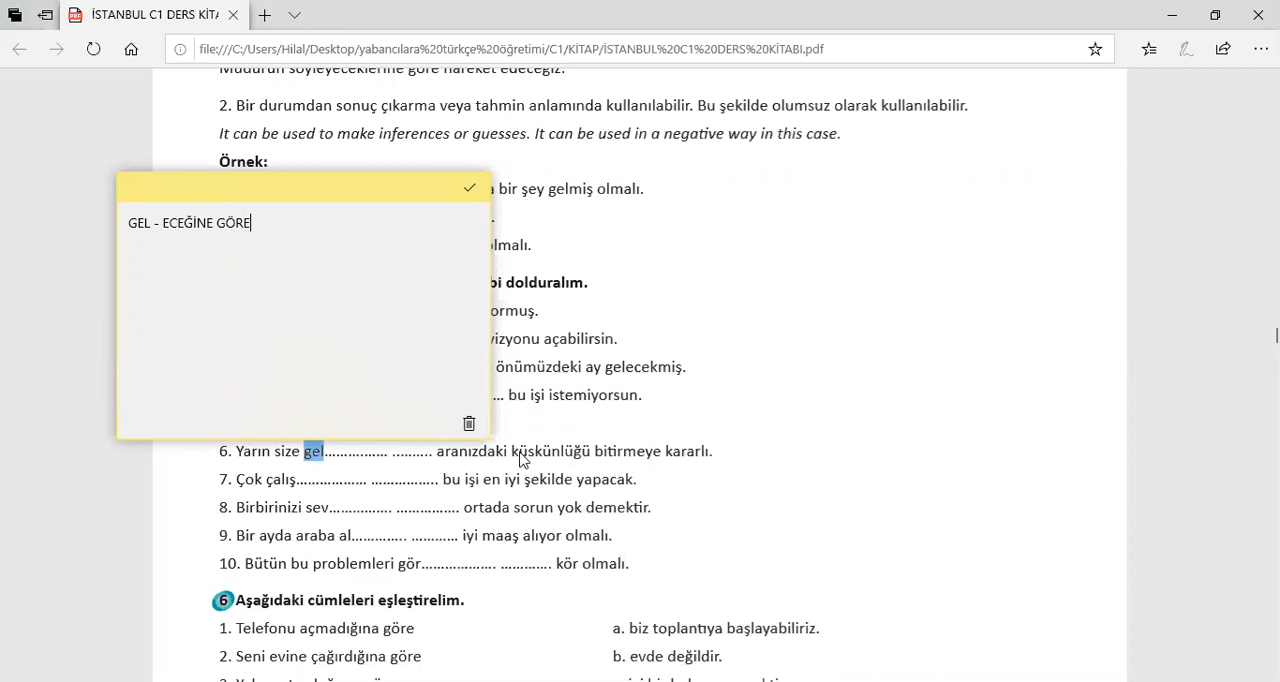 İSTANBUL C1 DERS KİTA
file:///C:/Users/Hilal/Desktop/yabancılara%20türkçe%20öğretimi/C1/KİTAP/İSTANBUL%20C1%20DERS%20KİTABI.pdf
Müdürün söyleyeceklerine göre hareket edeceğiz.
2. Bir durumdan sonuç çıkarma veya tahmin anlamında kullanılabilir. Bu şekilde olumsuz olarak kullanılabilir.
It can be used to make inferences or guesses. It can be used in a negative way in this case.
Örnek:
bir şey gelmiş olmalı.
GEL - ECEĞİNE GÖRE
olmalı.
bi dolduralım.
ormuş.
vizyonu açabilirsin.
önümüzdeki ay gelecekmiş.
... bu işi istemiyorsun.
6. Yarın size gel................ .......... aranızdaki küskünlüğü bitirmeye kararlı.
7. Çok çalış................. ................ bu işi en iyi şekilde yapacak.
8. Birbirinizi sev................ ................ ortada sorun yok demektir.
9. Bir ayda araba al.............. ............ iyi maaş alıyor olmalı.
10. Bütün bu problemleri gör................... ............. kör olmalı.
6 Aşağıdaki cümleleri eşleştirelim.
1. Telefonu açmadığına göre
a. biz toplantıya başlayabiliriz.
2. Seni evine çağırdığına göre
b. evde değildir.